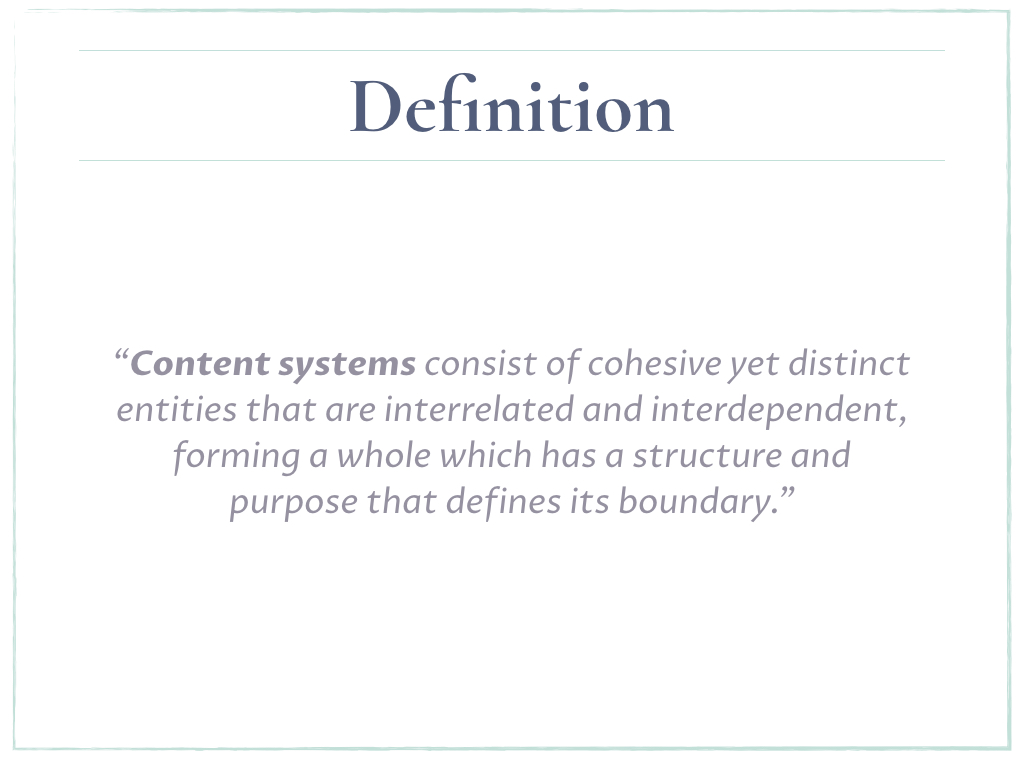 Definition
“Content systems consist of cohesive yet distinct
entities that are interrelated and interdependent,
forming a whole which has a structure and
purpose that defines its boundary.”